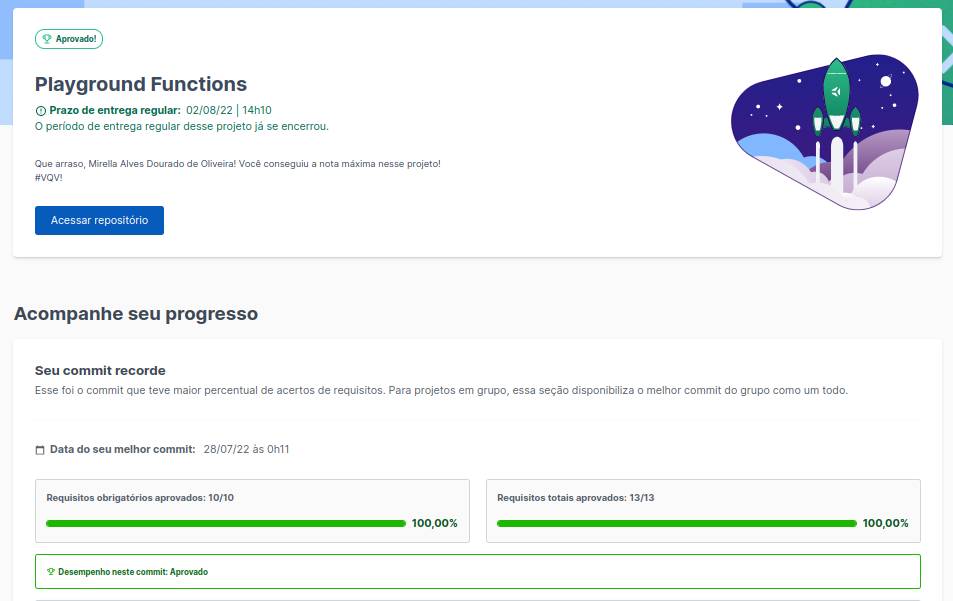 Aprovado!
Playground Functions
Prazo de entrega regular: 02/08/22 | 14h10
O período de entrega regular desse projeto já se encerrou.
Que arraso, Mirella Alves Dourado de Oliveira! Você conseguiu a nota máxima nesse projeto!
#VQV!
Acessar repositório
Acompanhe seu progresso
Seu commit recorde
Esse foi o commit que teve maior percentual de acertos de requisitos. Para projetos em grupo, essa seção disponibiliza o melhor commit do grupo como um todo.
Data do seu melhor commit: 28/07/22 às 0h11
Requisitos obrigatórios aprovados: 10/10
100,00%
Requisitos totais aprovados: 13/13
100,00%
Desempenho neste commit: Aprovado